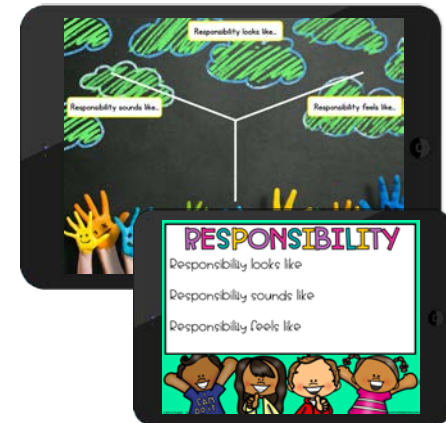 Responsibility looks like...
Responsibility sounds like...
Responsibility feels like...
RESPONSIBILITY
Responsibility looks like
Responsibility sounds like
Responsibility feels like